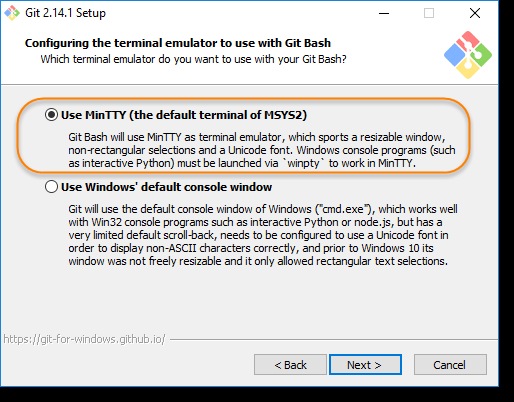 Git 2.14.1 Setup
Configuring the terminal emulator to use with Git Bash
Which terminal emulator do you want to use with your Git Bash?
Use MinTTY (the default terminal of MSYS2)
Git Bash will use MinTTY as terminal emulator, which sports a resizable window,
non-rectangular selections and a Unicode font. Windows console programs (such
as interactive Python) must be launched via `winpty` to work in MinTTY.
Use Windows' default console window
Git will use the default console window of Windows ("cmd.exe"), which works well
with Win32 console programs such as interactive Python or node.js, but has a
very limited default scroll-back, needs to be configured to use a Unicode font in
order to display non-ASCII characters correctly, and prior to Windows 10 its
window was not freely resizable and it only allowed rectangular text selections.
https://git-for-windows.github.io/
< Back
Next >
Cancel